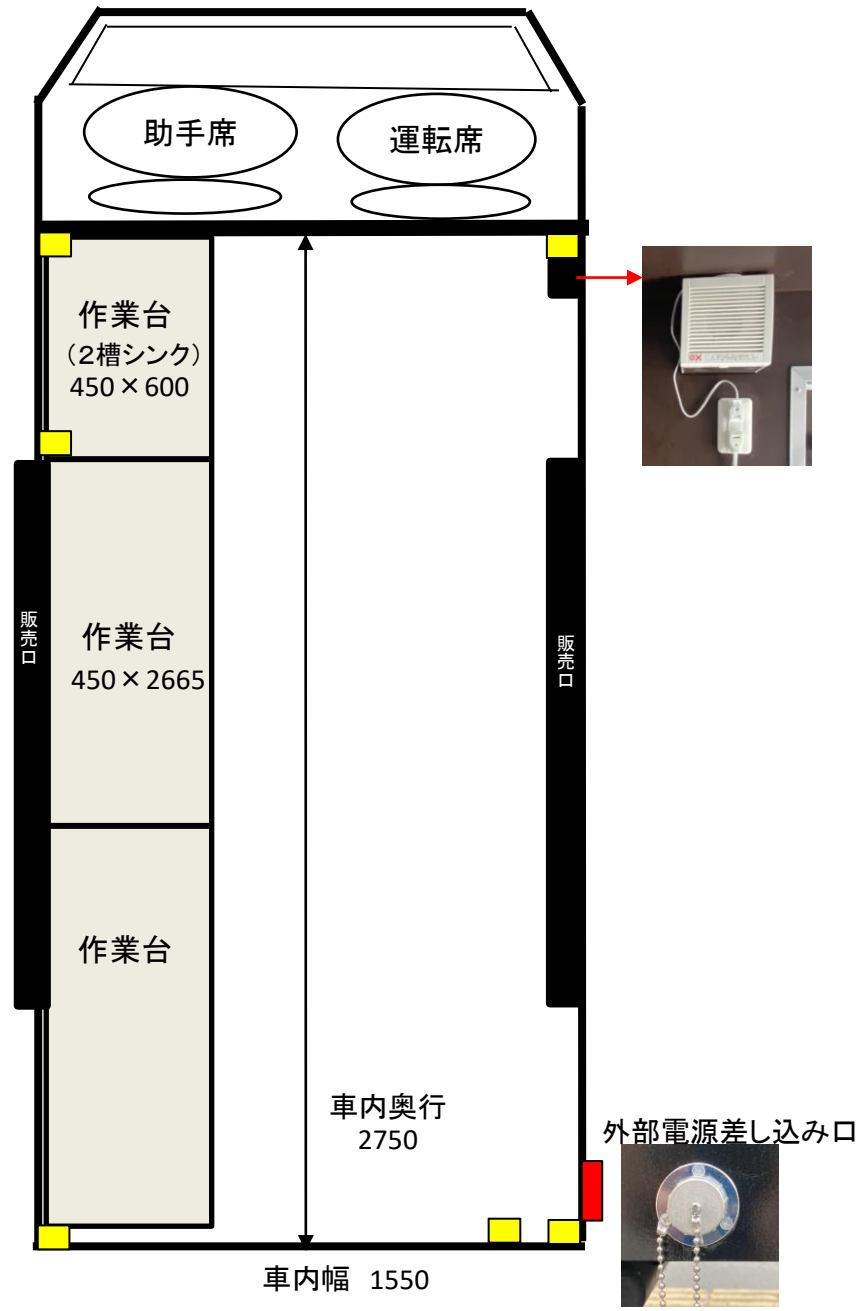 助手席
運転席
作業台
（２槽シンク）
450×600
販売口
作業台
450×2665
販売口
作業台
車内奥行
2750
外部電源差し込み口
車内幅 1550